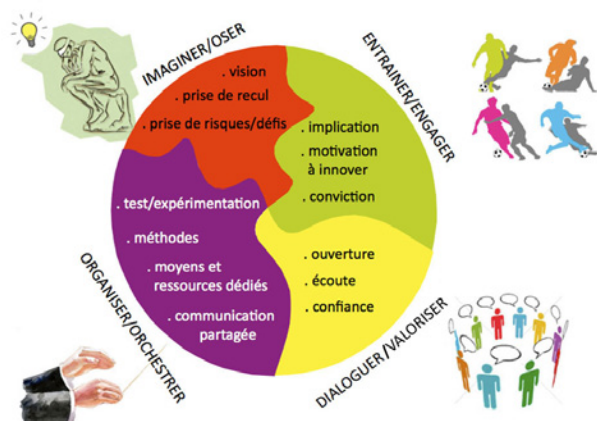 IMAGINER/OSER
. vision
. prise de recul
. prise de risques/défis
ENTRAINER/ENGAGER
. implication
. motivation
à innover
. conviction
. test/expérimentation
. méthodes
. moyens et
ressources dédiés
. communication
partagée
ORGANISER/ORCHESTRER
. ouverture
. écoute
. confiance
DIALOGUER/VALORISER